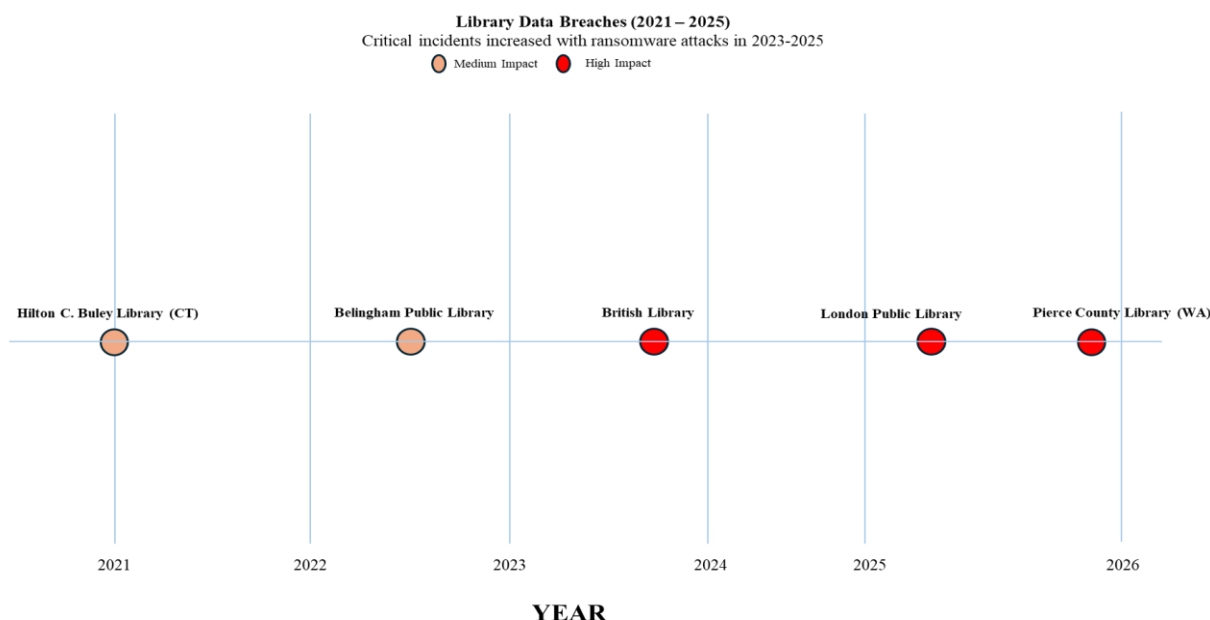 Library Data Breaches (2021 – 2025)
Critical incidents increased with ransomware attacks in 2023-2025
Medium Impact High Impact
Hilton C. Buley Library (CT) Belingham Public Library British Library London Public Library Pierce County Library (WA)
2021 2022 2023 2024 2025 2026
YEAR